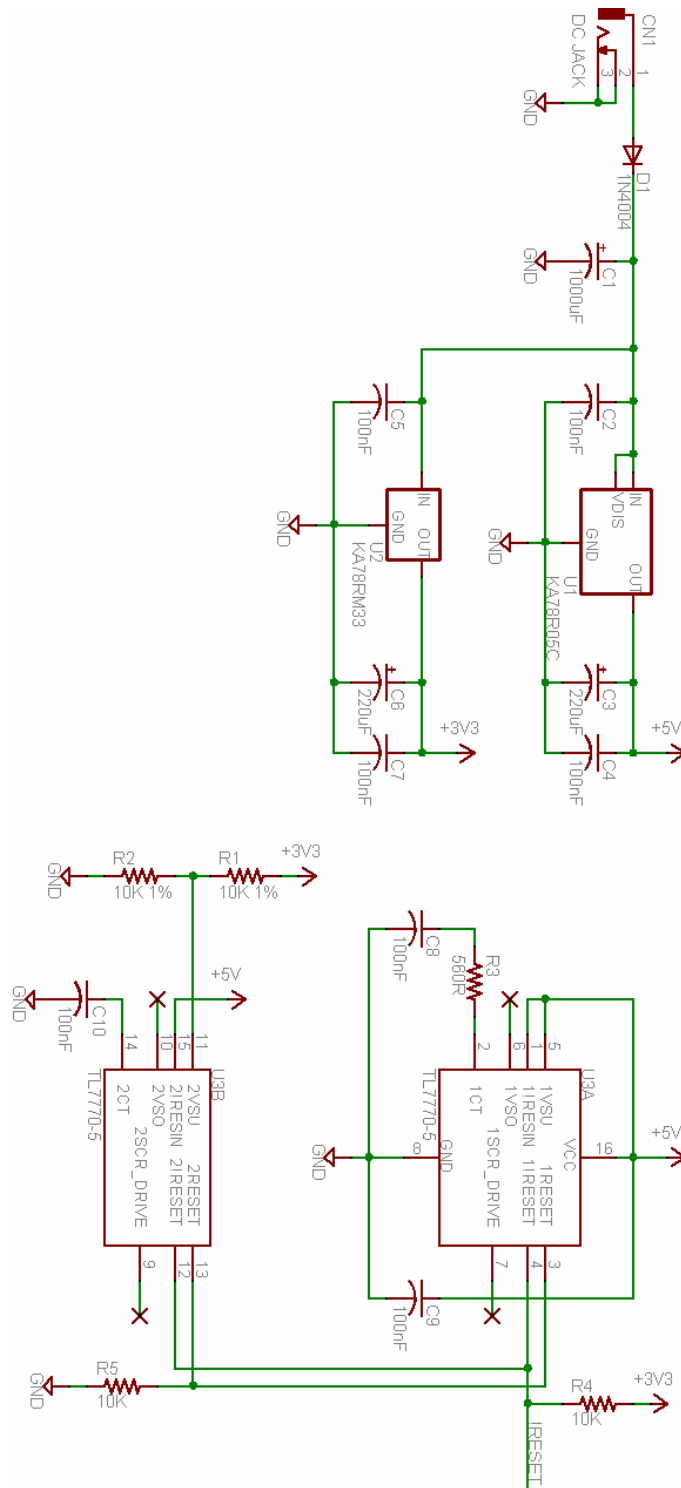 CN1
DC JACK
1
2
3
GND
D1
1N4004
C1
1000uF
GND
C5
100nF
C2
100nF
IN
GND
OUT
U2
KA78RM33
GND
IN
VDIS
GND
OUT
U1
KA78R05C
GND
C6
220uF
C3
220uF
+3V3
+5V
C7
100nF
C4
100nF
R2
10K 1%
R1
10K 1%
+3V3
GND
C8
100nF
R3
560R
+5V
C10
100nF
GND
14
10
15
11
2
6
1
5
U3B
TL7770-5
2CT
2VSO
2!RESIN
2VSU
2SCR_DRIVE
2!RESET
2RESET
9
12
13
U3A
TL7770-5
1CT
1VSO
1!RESIN
1VSU
8
GND
VCC
16
+5V
GND
1SCR_DRIVE
1!RESET
1RESET
7
4
3
C9
100nF
R5
10K
GND
R4
10K
+3V3
!RESET